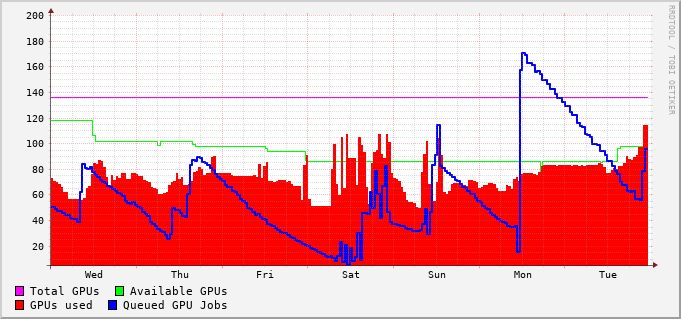 200
180
160
140
120
100
80
60
40
20
Wed Thu Fri Sat Sun Mon Tue
Total GPUs Available GPUs
GPUs used Queued GPU Jobs
RRDTOOL / TOBI OETIKER